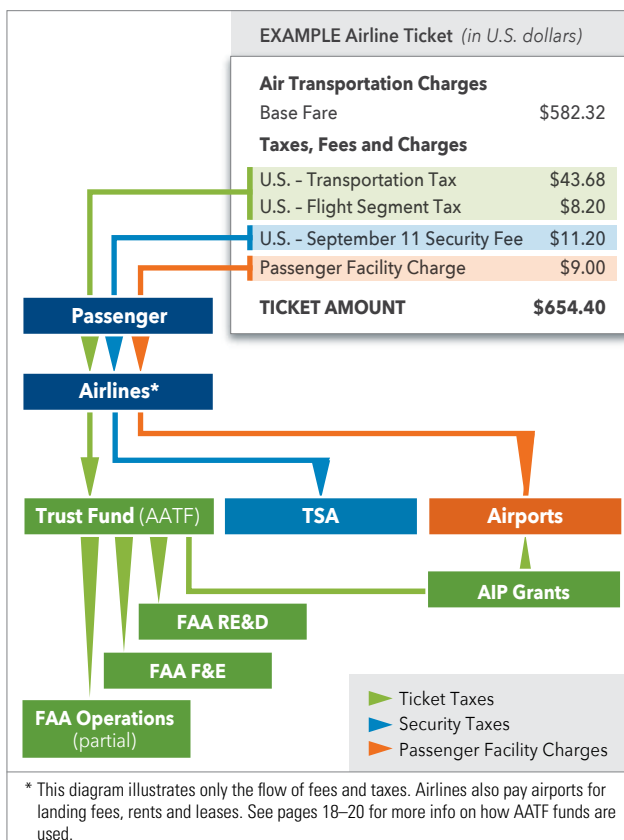 EXAMPLE Airline Ticket (in U.S. dollars)
Air Transportation Charges
Base Fare $582.32
Taxes, Fees and Charges
U.S. – Transportation Tax $43.68
U.S. – Flight Segment Tax $8.20
U.S. – September 11 Security Fee $11.20
Passenger Facility Charge $9.00
TICKET AMOUNT $654.40
Passenger
Airlines*
Trust Fund (AATF)
TSA
Airports
AIP Grants
FAA RE&D
FAA F&E
FAA Operations
(partial)
Ticket Taxes
Security Taxes
Passenger Facility Charges
* This diagram illustrates only the flow of fees and taxes. Airlines also pay airports for
landing fees, rents and leases. See pages 18–20 for more info on how AATF funds are
used.